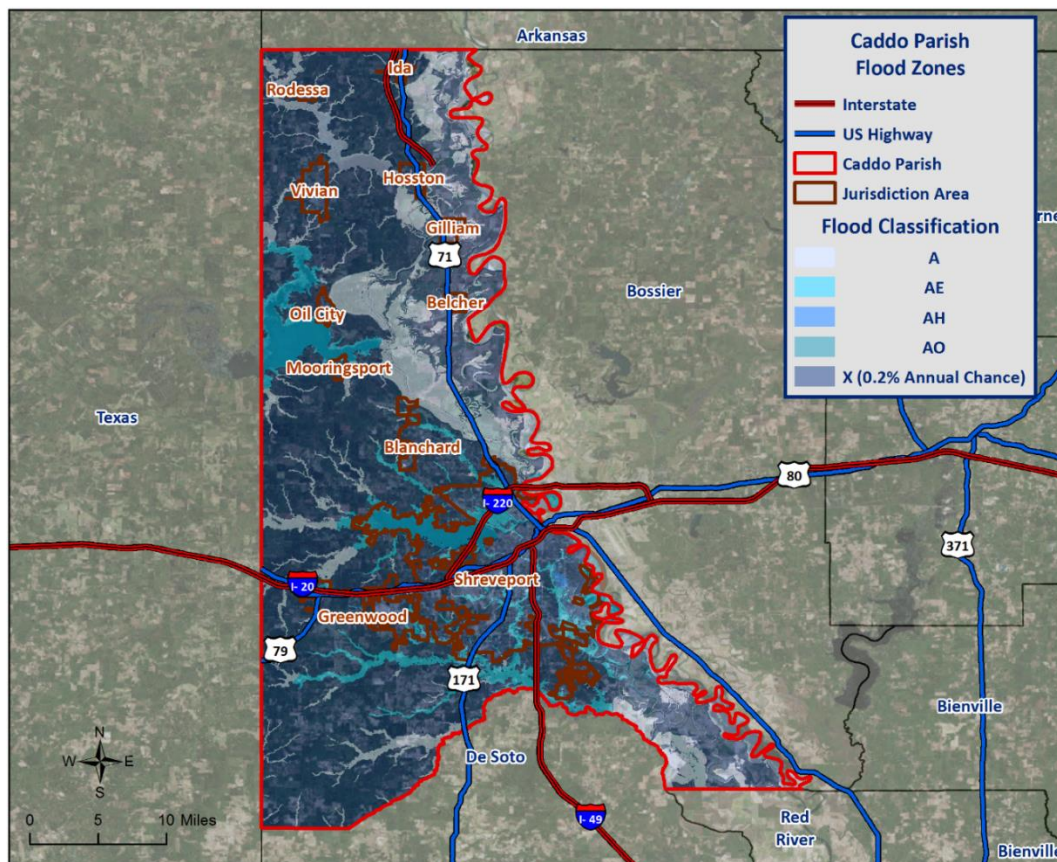 Arkansas
Caddo Parish
Flood Zones
Interstate
US Highway
Caddo Parish
Jurisdiction Area
Flood Classification
A
AE
AH
AO
X (0.2% Annual Chance)
Ida
Rodessa
Vivian
Hosston
Gilliam
71
Belcher
Bossier
Oil City
Mooringsport
Texas
Blanchard
80
I- 220
371
Shreveport
I- 20
Greenwood
79
171
Bienville
De Soto
N
W E
S
0 5 10 Miles
I- 49
Red
River
Bienville